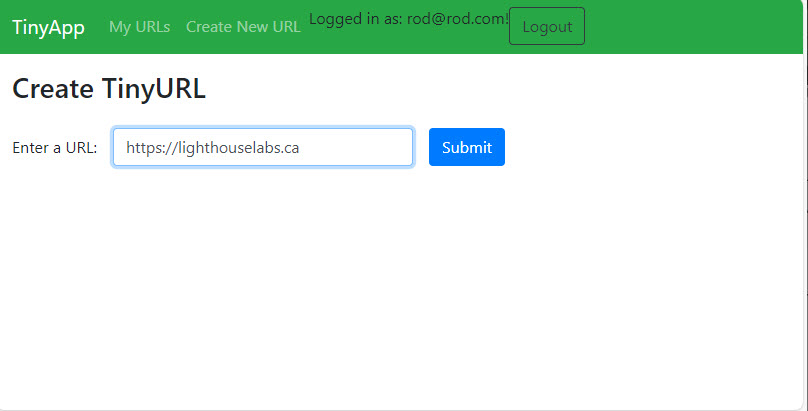 TinyApp My URLs Create New URL Logged in as: rod@rod.com! Logout
Create TinyURL
Enter a URL: https://lighthouselabs.ca Submit